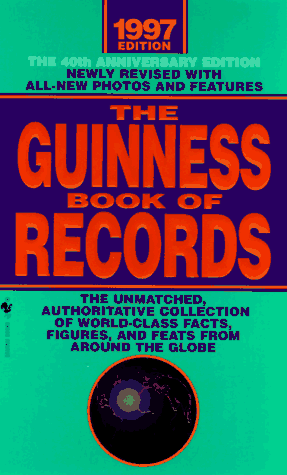 1997
EDITION
THE 40th ANNIVERSARY EDITION
NEWLY REVISED WITH
ALL-NEW PHOTOS AND FEATURES
THE
GUINNESS
BOOK OF
RECORDS
THE UNMATCHED,
AUTHORITATIVE COLLECTION
OF WORLD-CLASS FACTS,
FIGURES, AND FEATS FROM
AROUND THE GLOBE